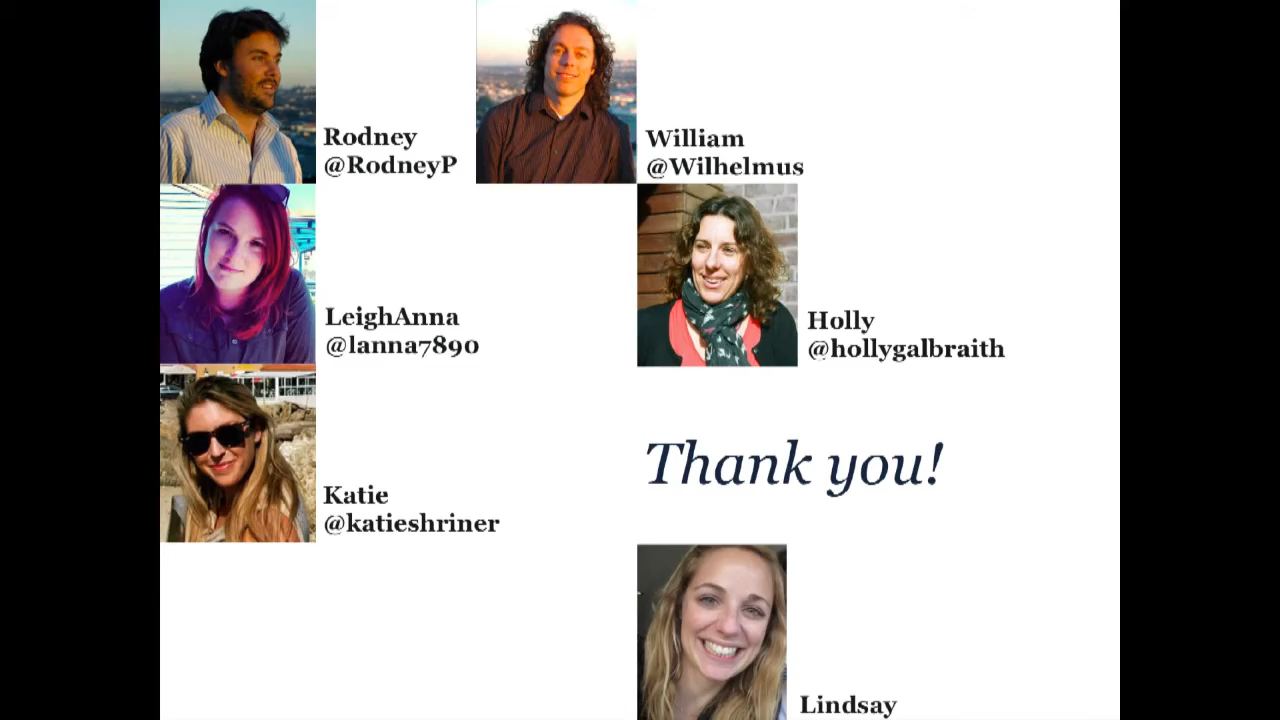 Rodney
@RodneyP
William
@Wilhelmus
LeighAnna
@lanna7890
Holly
@hollygalbraith
Thank you!
Katie
@katieshriner
Lindsay